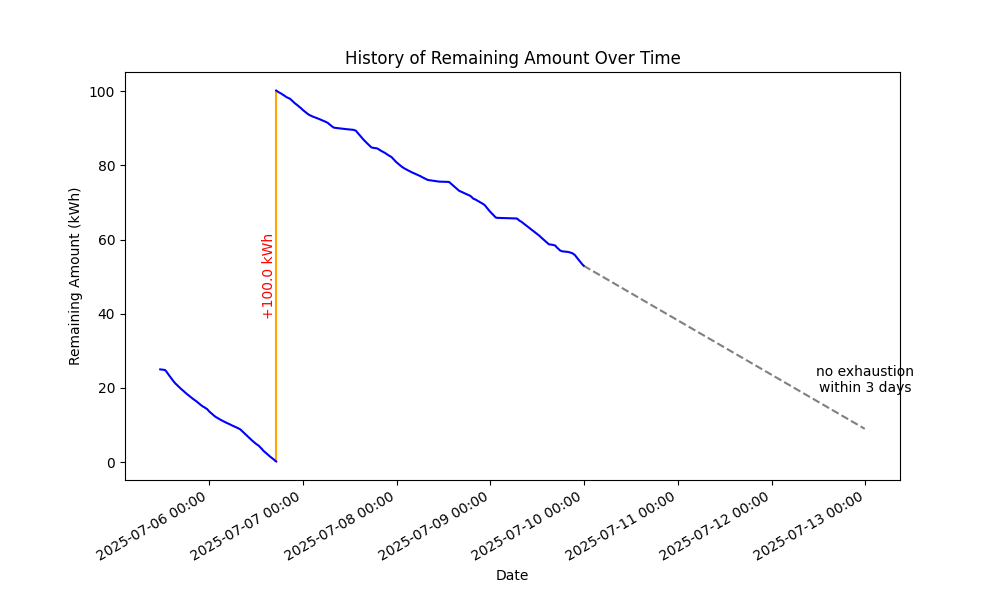 History of Remaining Amount Over Time
Remaining Amount (kWh)
100
80
60
40
20
0
+100.0 kWh
no exhaustion
within 3 days
2025-07-06 00:00
2025-07-07 00:00
2025-07-08 00:00
2025-07-09 00:00
2025-07-10 00:00
2025-07-11 00:00
2025-07-12 00:00
2025-07-13 00:00
Date